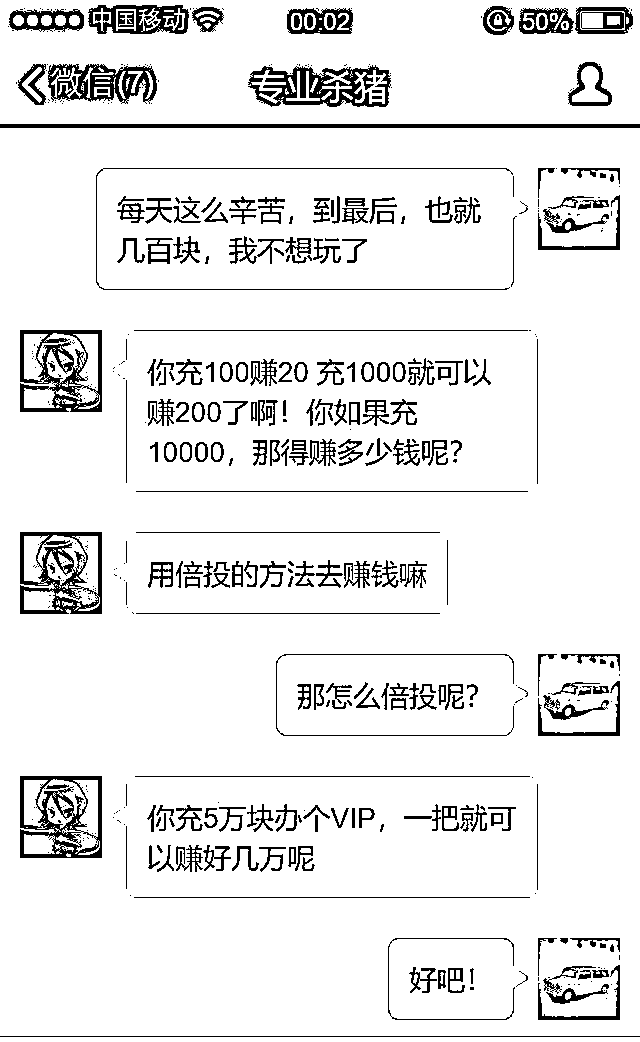 中国移动 00:02 50%
微信(7) 专业杀猪
每天这么辛苦，到最后，也就
几百块，我不想玩了
你充100赚20 充1000就可以
赚200了啊！你如果充
10000，那得赚多少钱呢？
用倍投的方法去赚钱嘛
那怎么倍投呢？
你充5万块办个VIP，一把就可
以赚好几万呢
好吧！